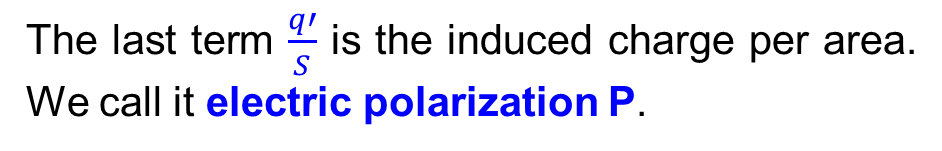 The last term q′/S is the induced charge per area.
We call it electric polarization P.